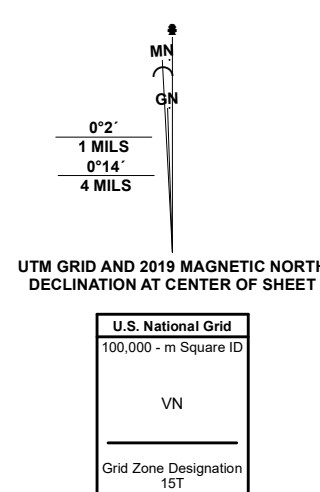 MN
GN
0°2´
1 MILS
0°14´
4 MILS
UTM GRID AND 2019 MAGNETIC NORTH
DECLINATION AT CENTER OF SHEET
U.S. National Grid
100,000 - m Square ID
VN
Grid Zone Designation
15T